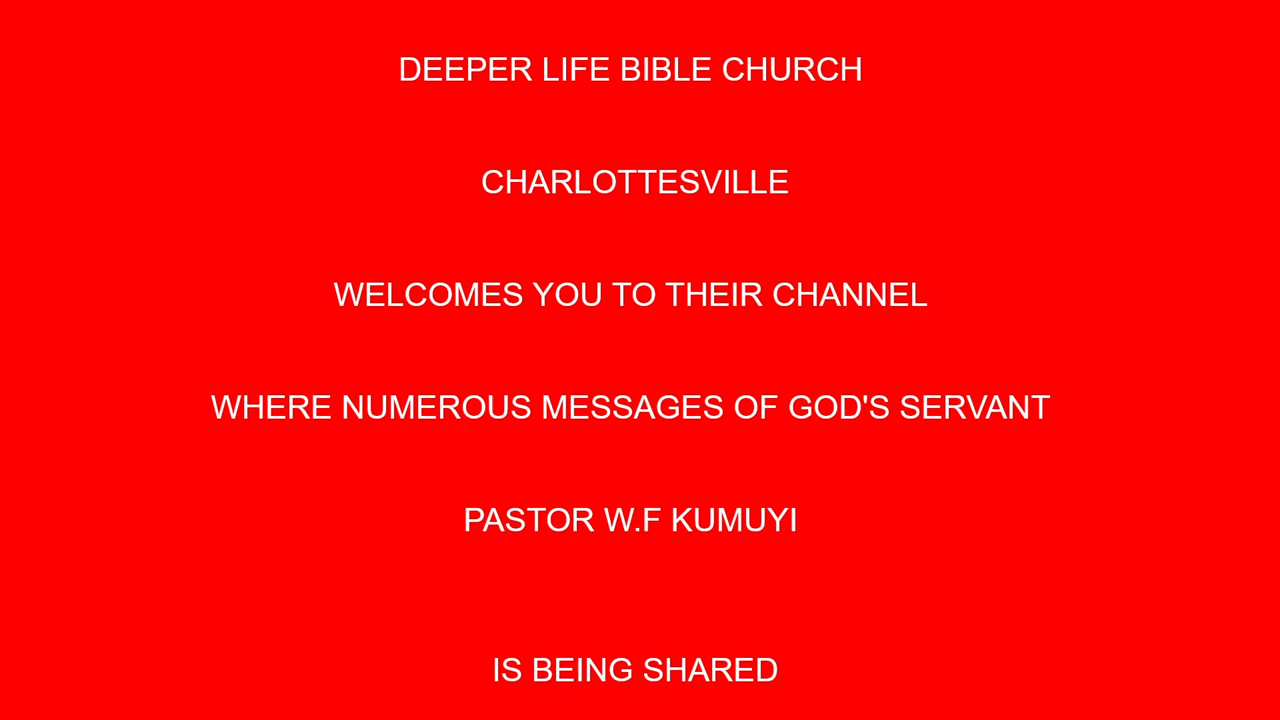 DEEPER LIFE BIBLE CHURCH
CHARLOTTESVILLE
WELCOMES YOU TO THEIR CHANNEL
WHERE NUMEROUS MESSAGES OF GOD'S SERVANT
PASTOR W.F KUMUYI
IS BEING SHARED